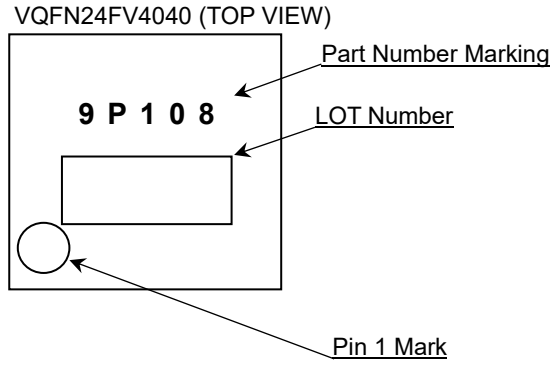 VQFN24FV4040 (TOP VIEW)
Part Number Marking
9 P 1 0 8
LOT Number
Pin 1 Mark